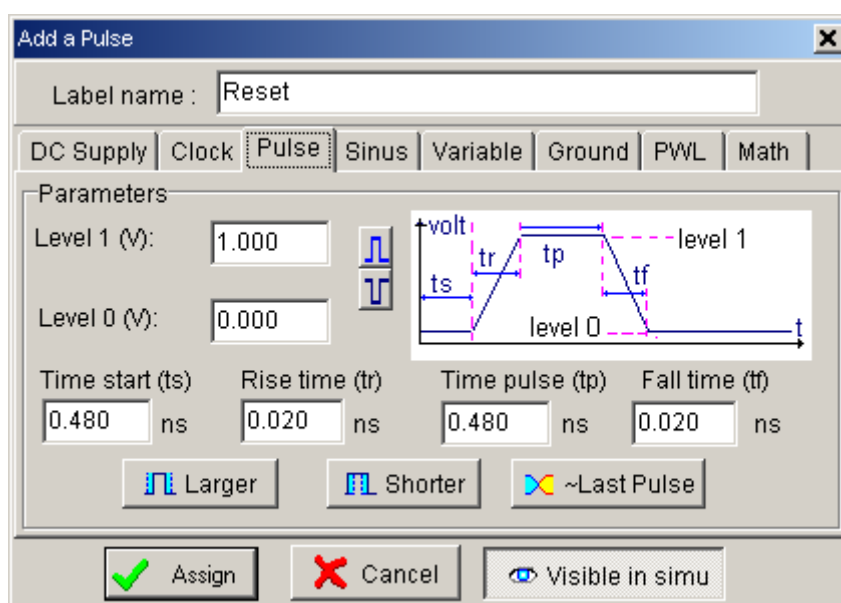 Add a Pulse
Label name : Reset
DC Supply Clock Pulse Sinus Variable Ground PWL Math
Parameters
Level 1 (V): 1.000
Level 0 (V): 0.000
volt
tr tp level 1
ts tf
level 0 t
Time start (ts) Rise time (tr) Time pulse (tp) Fall time (tf)
0.480 ns 0.020 ns 0.480 ns 0.020 ns
Larger Shorter ~Last Pulse
Assign Cancel Visible in simu